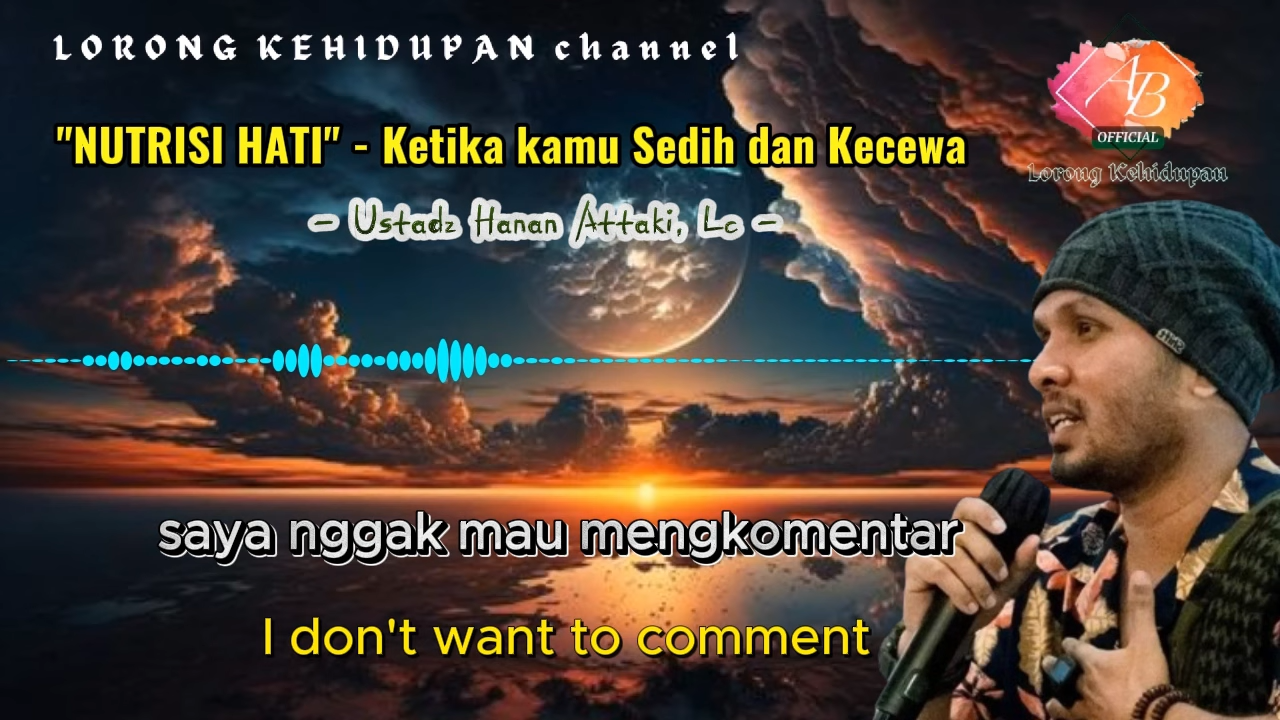 LORONG KEHIDUPAN channel
AB
OFFICIAL
Lorong Kehidupan
"NUTRISI HATI" - Ketika kamu Sedih dan Kecewa
- Ustadz Hanan Attaki, Lc -
saya nggak mau mengkomentar
I don't want to comment